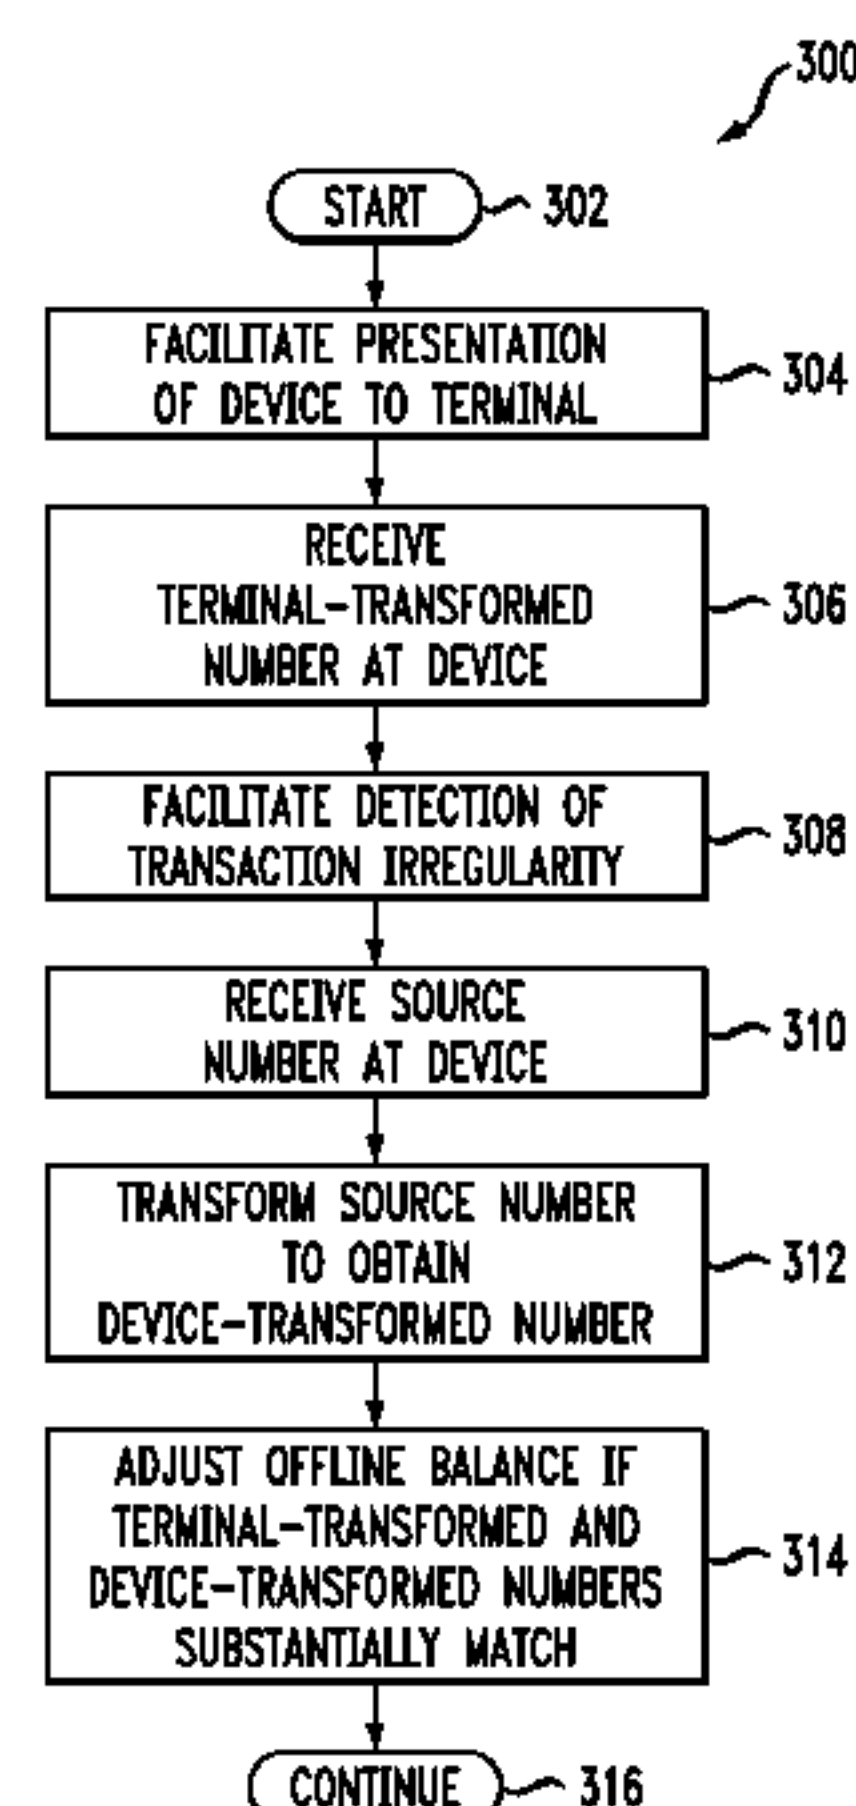 300
START
302
FACILITATE PRESENTATION
OF DEVICE TO TERMINAL
304
RECEIVE
TERMINAL-TRANSFORMED
NUMBER AT DEVICE
306
FACILITATE DETECTION OF
TRANSACTION IRREGULARITY
308
RECEIVE SOURCE
NUMBER AT DEVICE
310
TRANSFORM SOURCE NUMBER
TO OBTAIN
DEVICE-TRANSFORMED NUMBER
312
ADJUST OFFLINE BALANCE IF
TERMINAL-TRANSFORMED AND
DEVICE-TRANSFORMED NUMBERS
SUBSTANTIALLY MATCH
314
CONTINUE
316